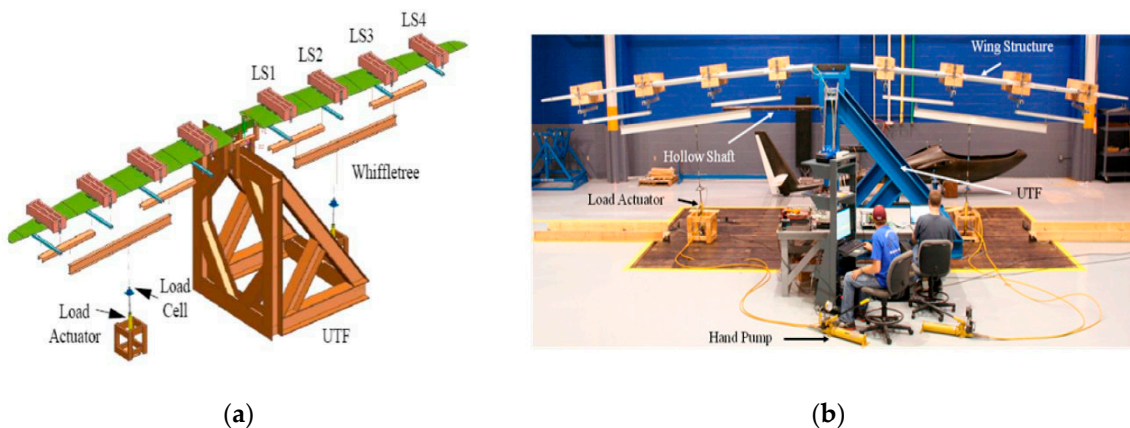 LS4
LS3
LS2
LS1
Whiffletree
Load
Cell
Load
Actuator
UTF
(a)
Wing Structure
Hollow Shaft
UTF
Load Actuator
Hand Pump
(b)